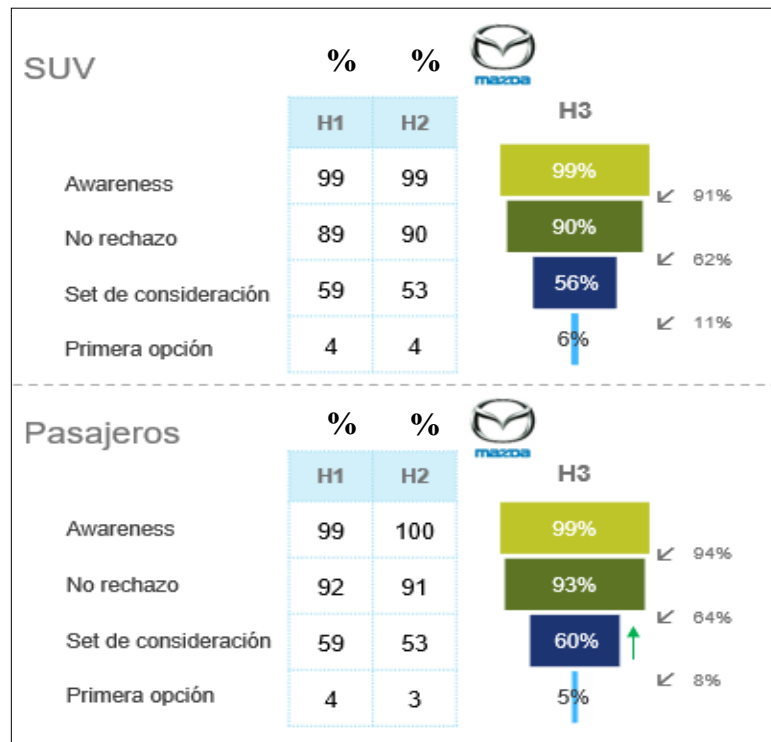 SUV % %
mazda
H1 H2 H3
Awareness 99 99 99%
91%
No rechazo 89 90 90%
62%
Set de consideración 59 53 56%
11%
Primera opción 4 4 6%
Pasajeros % %
mazda
H1 H2 H3
Awareness 99 100 99%
94%
No rechazo 92 91 93%
64%
Set de consideración 59 53 60%
8%
Primera opción 4 3 5%